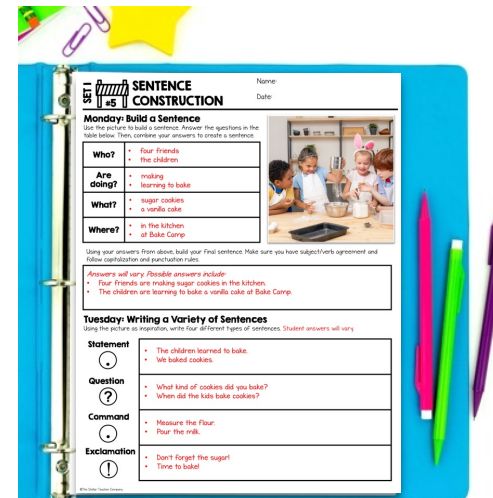 SET 1
#5
SENTENCE
CONSTRUCTION
Name:
Date:
Monday: Build a Sentence
Use the picture to build a sentence. Answer the questions in the
table below. Then, combine your answers to create a sentence.
Who?
• four friends
• the children
Are
doing?
• making
• learning to bake
What?
• sugar cookies
• a vanilla cake
Where?
• in the kitchen
• at Bake Camp
Using your answers from above, build your final sentence. Make sure you have subject/verb agreement and
follow capitalization and punctuation rules.
Answers will vary. Possible answers include:
• Four friends are making sugar cookies in the kitchen.
• The children are learning to bake a vanilla cake at Bake Camp.
Tuesday: Writing a Variety of Sentences
Using the picture as inspiration, write four different types of sentences. Student answers will vary.
Statement
.
• The children learned to bake.
• We baked cookies.
Question
?
• What kind of cookies did you bake?
• When did the kids bake cookies?
Command
.
• Measure the flour.
• Pour the milk.
Exclamation
!
• Don't forget the sugar!
• Time to bake!